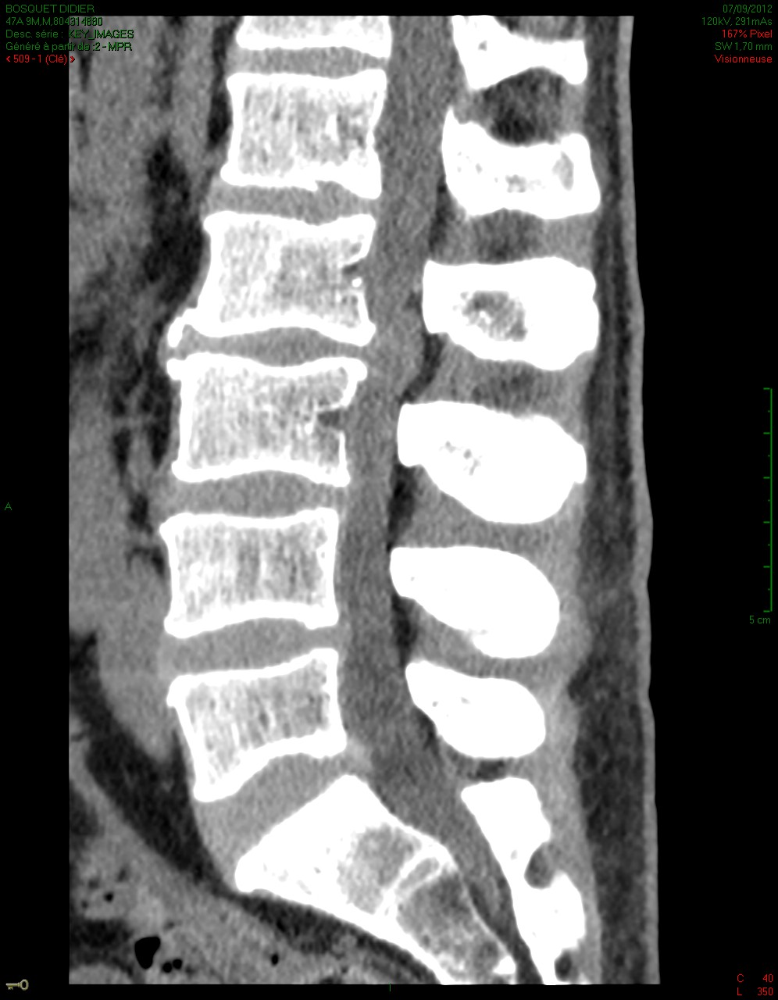 BOSQUET DIDIER
47A 9M,M,804314880
Desc. série : KEY_IMAGES
Généré à partir de :2 - MPR
< 509 - 1 (Clé) >
07/09/2012
120kV, 291mAs
167% Pixel
SW 1,70 mm
Visionneuse
A
5 cm
C 40
L 350